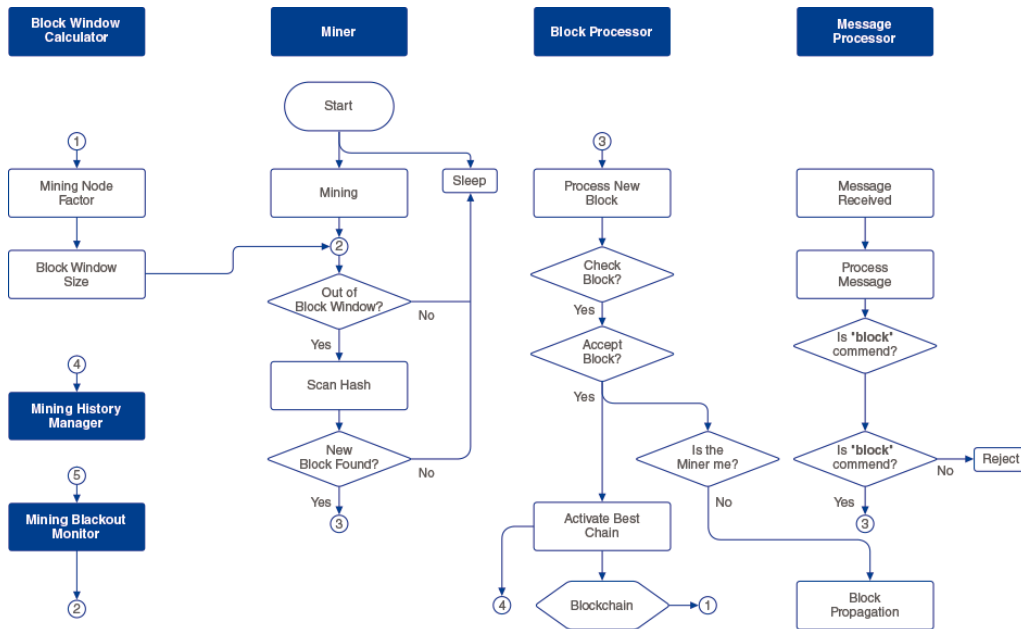 Block Window
Calculator
Miner
Block Processor
Message
Processor
Start
1
3
Mining Node
Factor
Mining
Sleep
Process New
Block
Message
Received
2
Block Window
Size
Check
Block?
Process
Message
Out of
Block Window?
No
Yes
Yes
Accept
Block?
Is "block"
commend?
4
Scan Hash
Yes
Mining History
Manager
New
Block Found?
No
Is the
Miner me?
Is "block"
commend?
No
Reject
5
Yes
No
Yes
3
3
Mining Blackout
Monitor
Activate Best
Chain
2
4
Blockchain
1
Block
Propagation